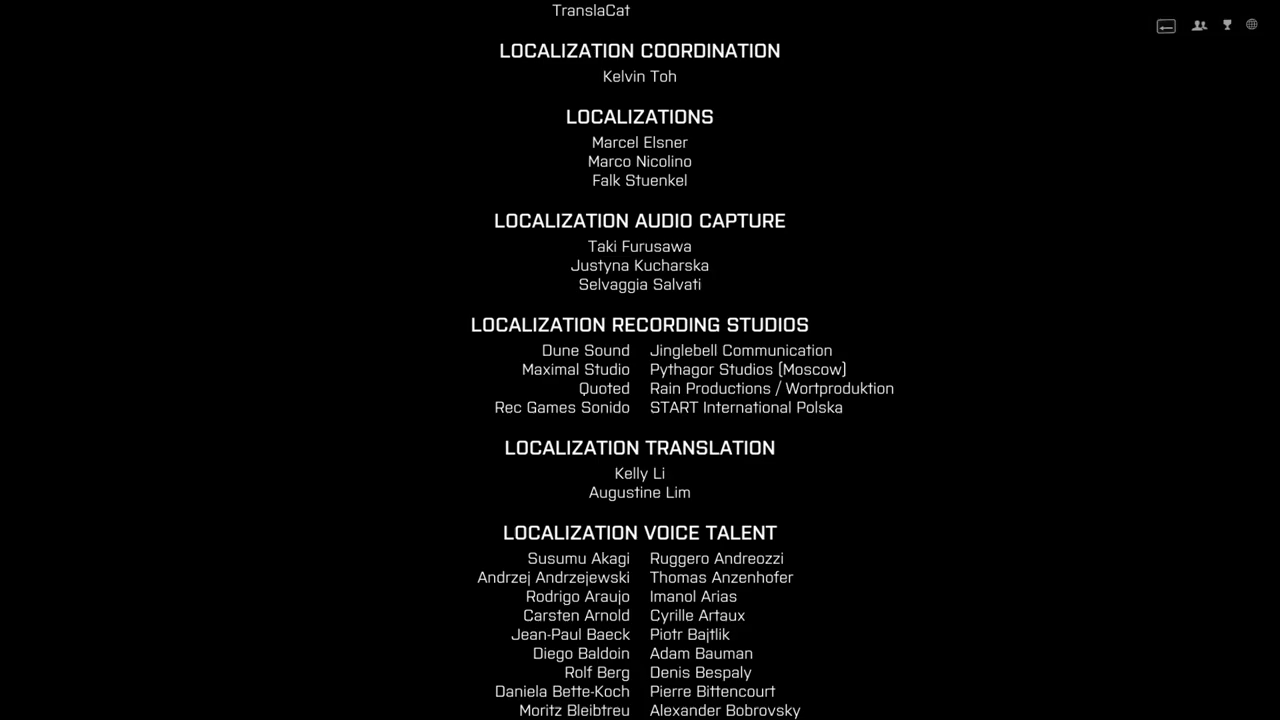 TranslaCat
LOCALIZATION COORDINATION
Kelvin Toh
LOCALIZATIONS
Marcel Elsner
Marco Nicolino
Falk Stuenkel
LOCALIZATION AUDIO CAPTURE
Taki Furusawa
Justyna Kucharska
Selvaggia Salvati
LOCALIZATION RECORDING STUDIOS
Dune Sound Jinglebell Communication
Maximal Studio Pythagor Studios (Moscow)
Quoted Rain Productions / Wortproduktion
Rec Games Sonido START International Polska
LOCALIZATION TRANSLATION
Kelly Li
Augustine Lim
LOCALIZATION VOICE TALENT
Susumu Akagi Ruggero Andreozzi
Andrzej Andrzejewski Thomas Anzenhofer
Rodrigo Araujo Imanol Arias
Carsten Arnold Cyrille Artaux
Jean-Paul Baeck Piotr Bajtlik
Diego Baldoin Adam Bauman
Rolf Berg Denis Bespaly
Daniela Bette-Koch Pierre Bittencourt
Moritz Bleibtreu Alexander Bobrovsky